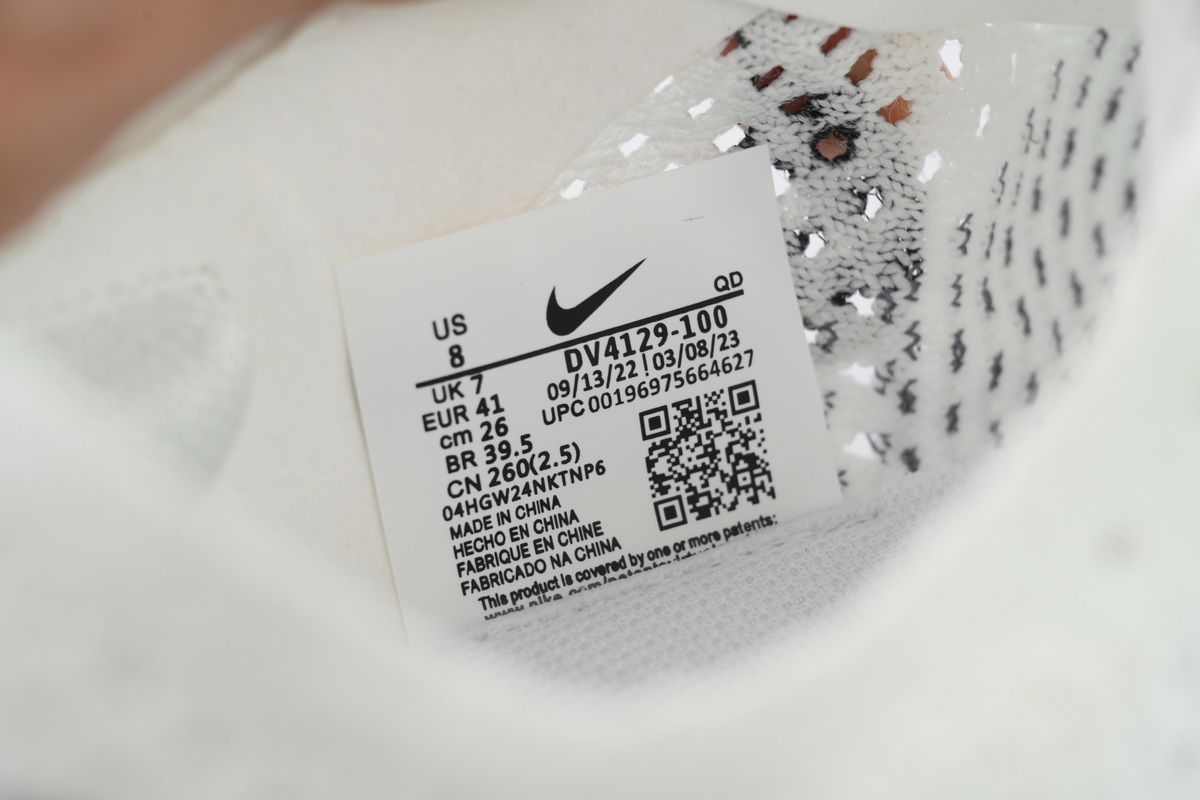 US
8
QD
DV4129-100
UK 7
09/13/22 | 03/08/23
EUR 41
UPC 00196975664627
cm 26
BR 39.5
CN 260(2.5)
04HGW24NKTNP6
MADE IN CHINA
HECHO EN CHINA
FABRIQUE EN CHINE
FABRICADO NA CHINA
This product is covered by one or more patents: